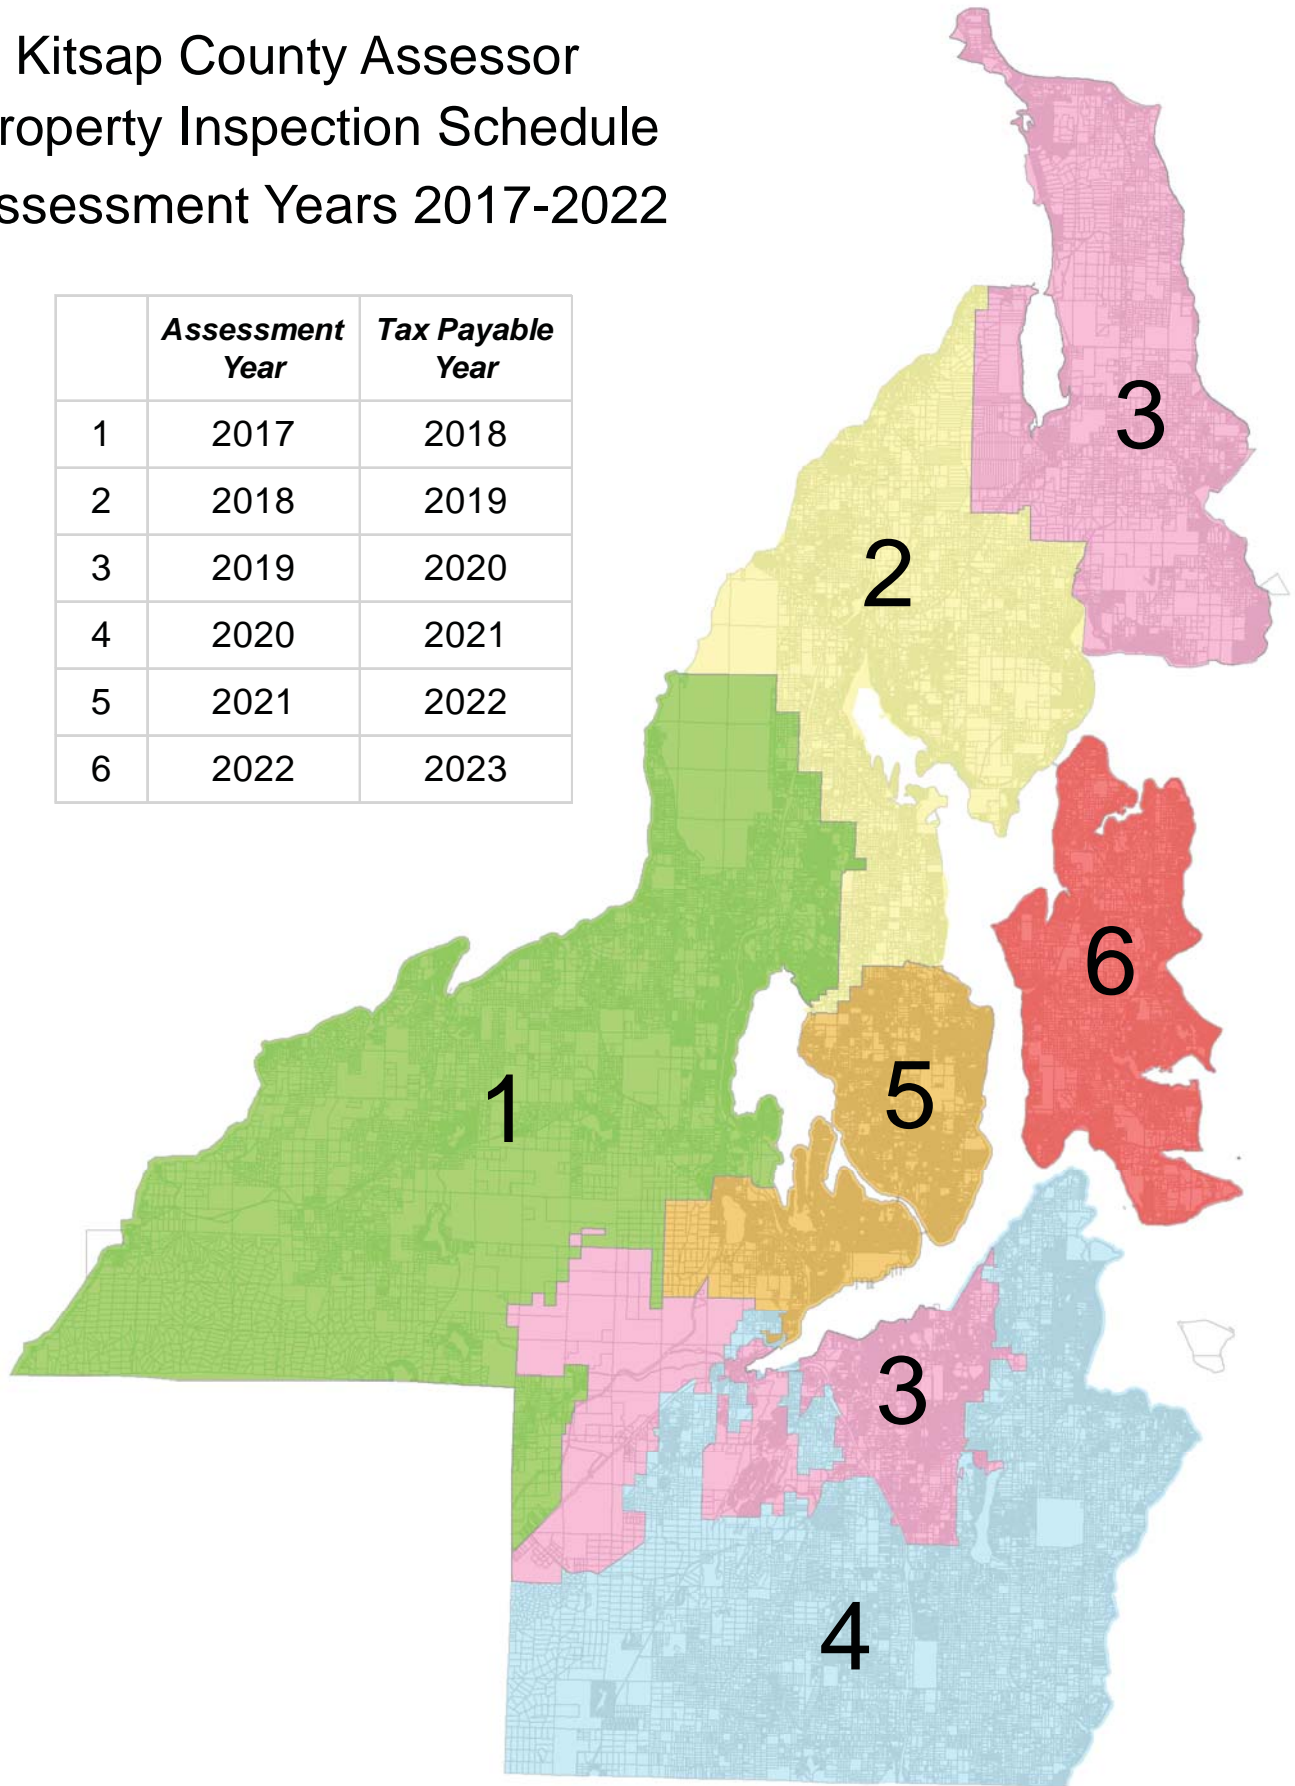 Kitsap County Assessor
roperty Inspection Schedule
ssessment Years 2017-2022
Assessment Year Tax Payable Year
1 2017 2018
2 2018 2019
3 2019 2020
4 2020 2021
5 2021 2022
6 2022 2023
3
2
6
5
1
3
4